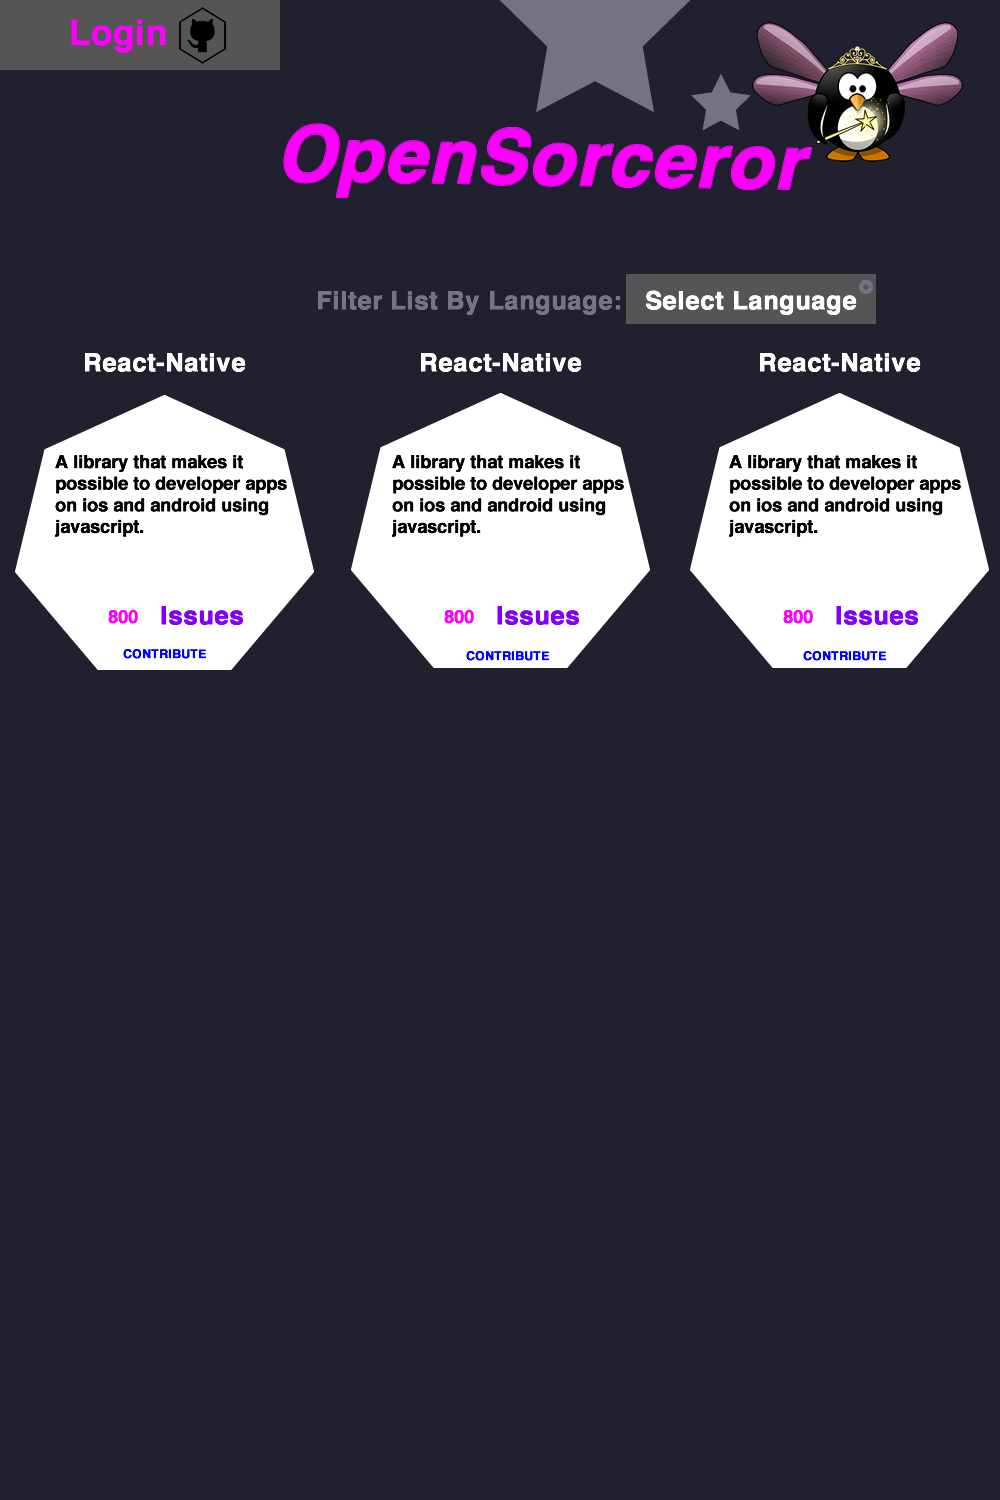 Login
OpenSorceror
Filter List By Language: Select Language
React-Native
A library that makes it
possible to developer apps
on ios and android using
javascript.
800 Issues
CONTRIBUTE
React-Native
A library that makes it
possible to developer apps
on ios and android using
javascript.
800 Issues
CONTRIBUTE
React-Native
A library that makes it
possible to developer apps
on ios and android using
javascript.
800 Issues
CONTRIBUTE